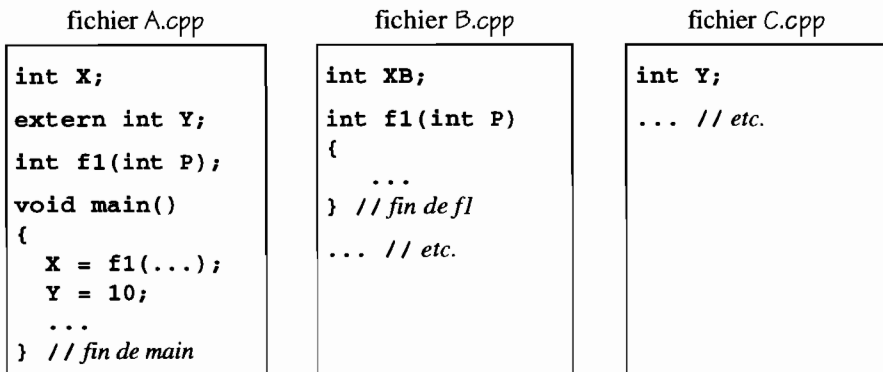 fichier A.cpp
int X;
extern int Y;
int f1(int P);
void main()
{
X = f1(...);
Y = 10;
...
} // fin de main
fichier B.cpp
int XB;
int f1(int P)
{
...
} // fin de f1
... // etc.
fichier C.cpp
int Y;
... // etc.